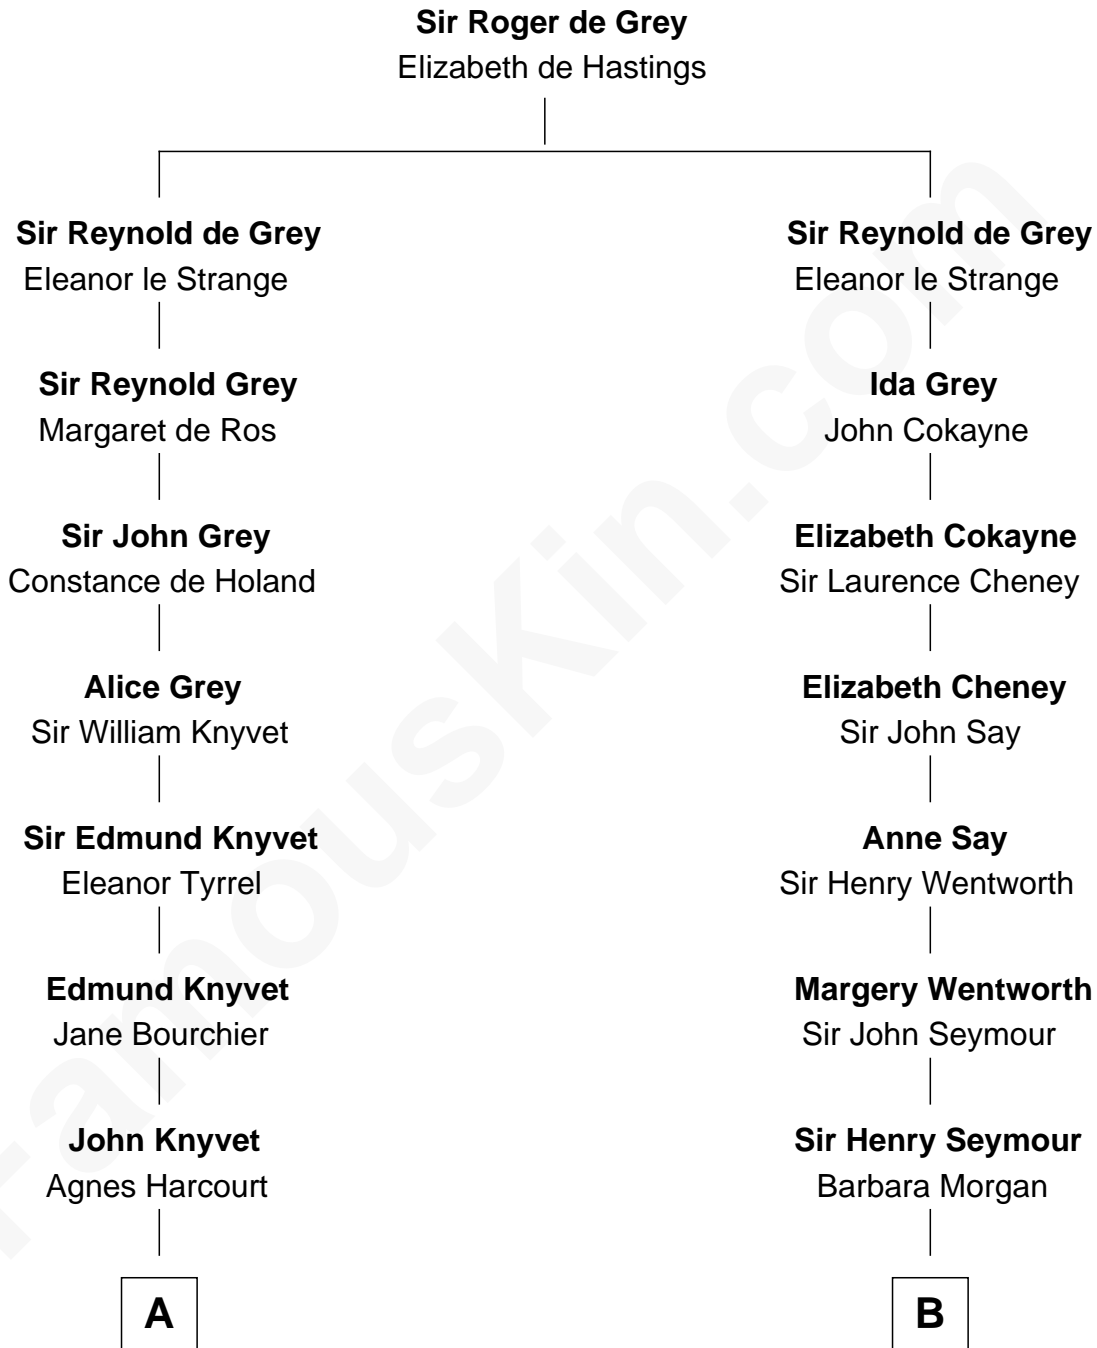 Sir Roger de Grey
Elizabeth de Hastings
Sir Reynold de Grey
Eleanor le Strange
Sir Reynold de Grey
Eleanor le Strange
Sir Reynold Grey
Margaret de Ros
Ida Grey
John Cokayne
Sir John Grey
Constance de Holand
Elizabeth Cokayne
Sir Laurence Cheney
Alice Grey
Sir William Knyvet
Elizabeth Cheney
Sir John Say
Sir Edmund Knyvet
Eleanor Tyrrel
Anne Say
Sir Henry Wentworth
Edmund Knyvet
Jane Bourchier
Margery Wentworth
Sir John Seymour
John Knyvet
Agnes Harcourt
Sir Henry Seymour
Barbara Morgan
A
B
FamousKin.com